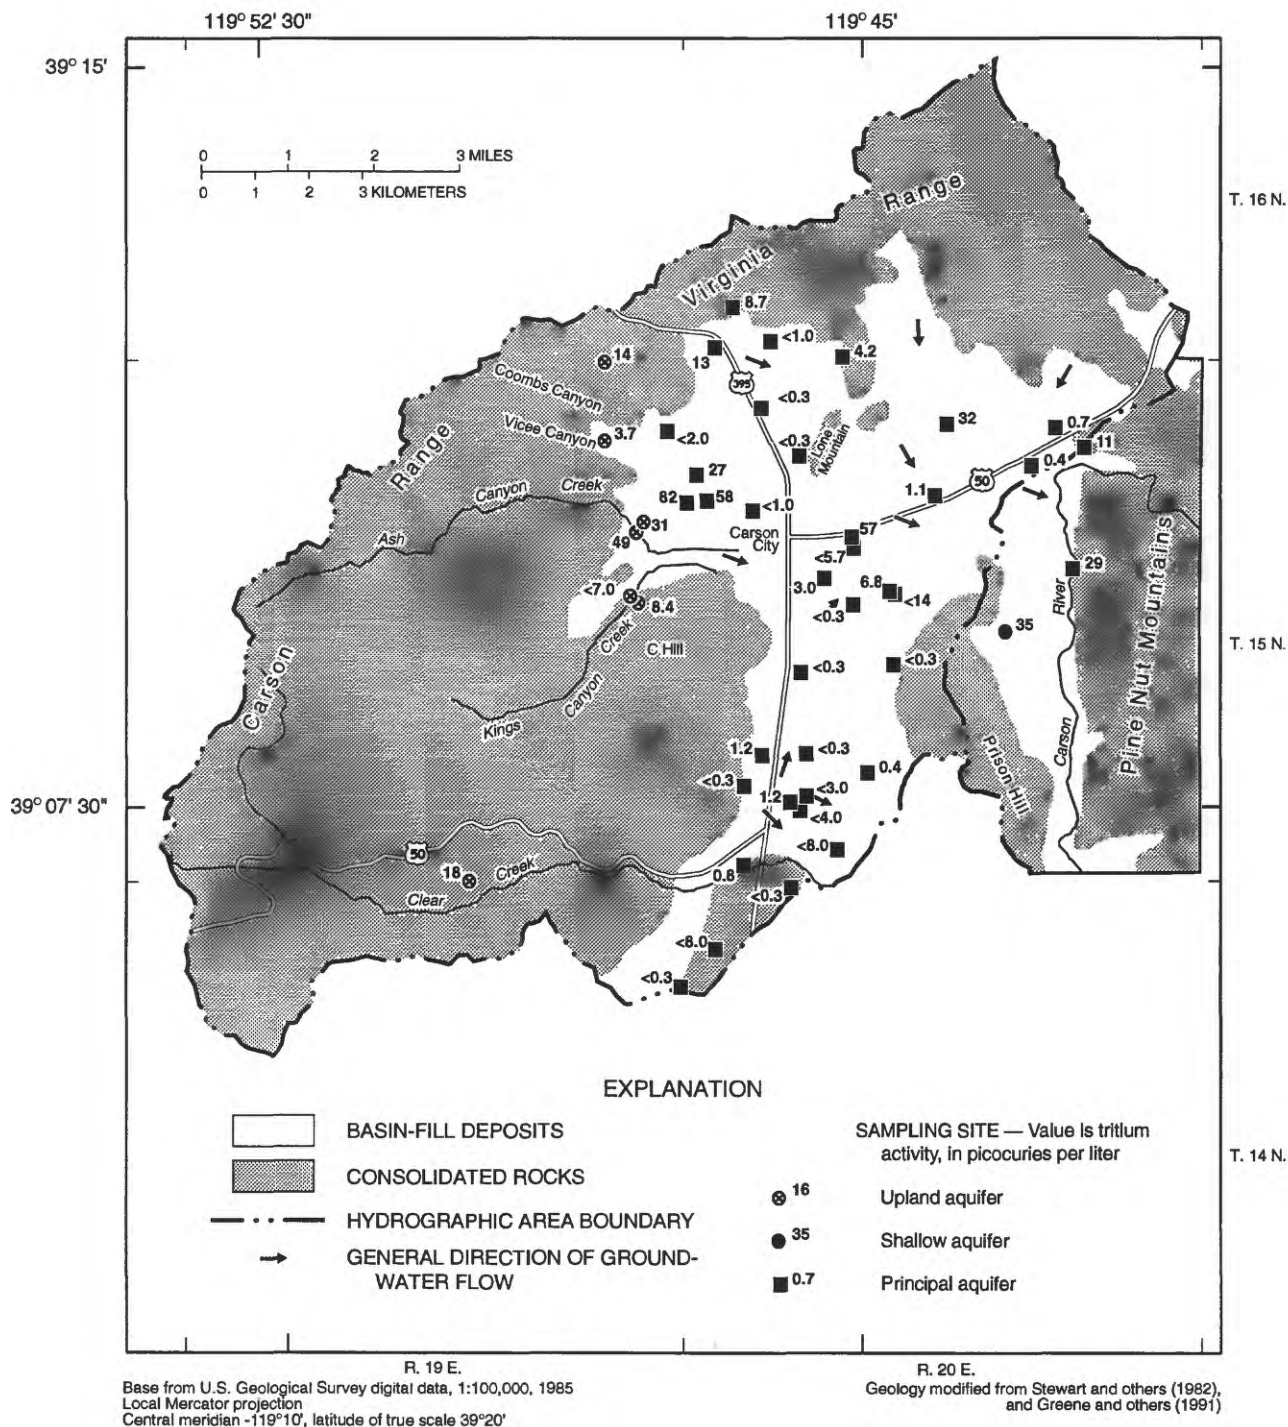 119° 52' 30"
119° 45'
39° 15'
0 1 2 3 MILES
0 1 2 3 KILOMETERS
T. 16 N.
Virginia Range
8.7
<1.0
13
4.2
14
Coombs Canyon
395
<0.3
Vicee Canyon
3.7
<2.0
<0.3
Lone
Mountain
32
0.7
11
0.4
27
82
58
<1.0
1.1
50
Carson Range
Ash Canyon Creek
31
49
Carson
City
57
<5.7
3.0
6.8
<14
<0.3
29
<7.0
8.4
35
Kings Canyon Creek
C Hill
<0.3
<0.3
Carson River
Pine Nut Mountains
T. 15 N.
Prison Hill
1.2
<0.3
0.4
<0.3
<3.0
1.2
<4.0
39° 07' 30"
50
<8.0
18
Clear Creek
0.8
<0.3
<8.0
<0.3
EXPLANATION
BASIN-FILL DEPOSITS
CONSOLIDATED ROCKS
HYDROGRAPHIC AREA BOUNDARY
GENERAL DIRECTION OF GROUND-
WATER FLOW
SAMPLING SITE — Value is tritium
activity, in picocuries per liter
16 Upland aquifer
35 Shallow aquifer
0.7 Principal aquifer
T. 14 N.
R. 19 E.
R. 20 E.
Base from U.S. Geological Survey digital data, 1:100,000, 1985
Local Mercator projection
Central meridian -119°10', latitude of true scale 39°20'
Geology modified from Stewart and others (1982),
and Greene and others (1991)